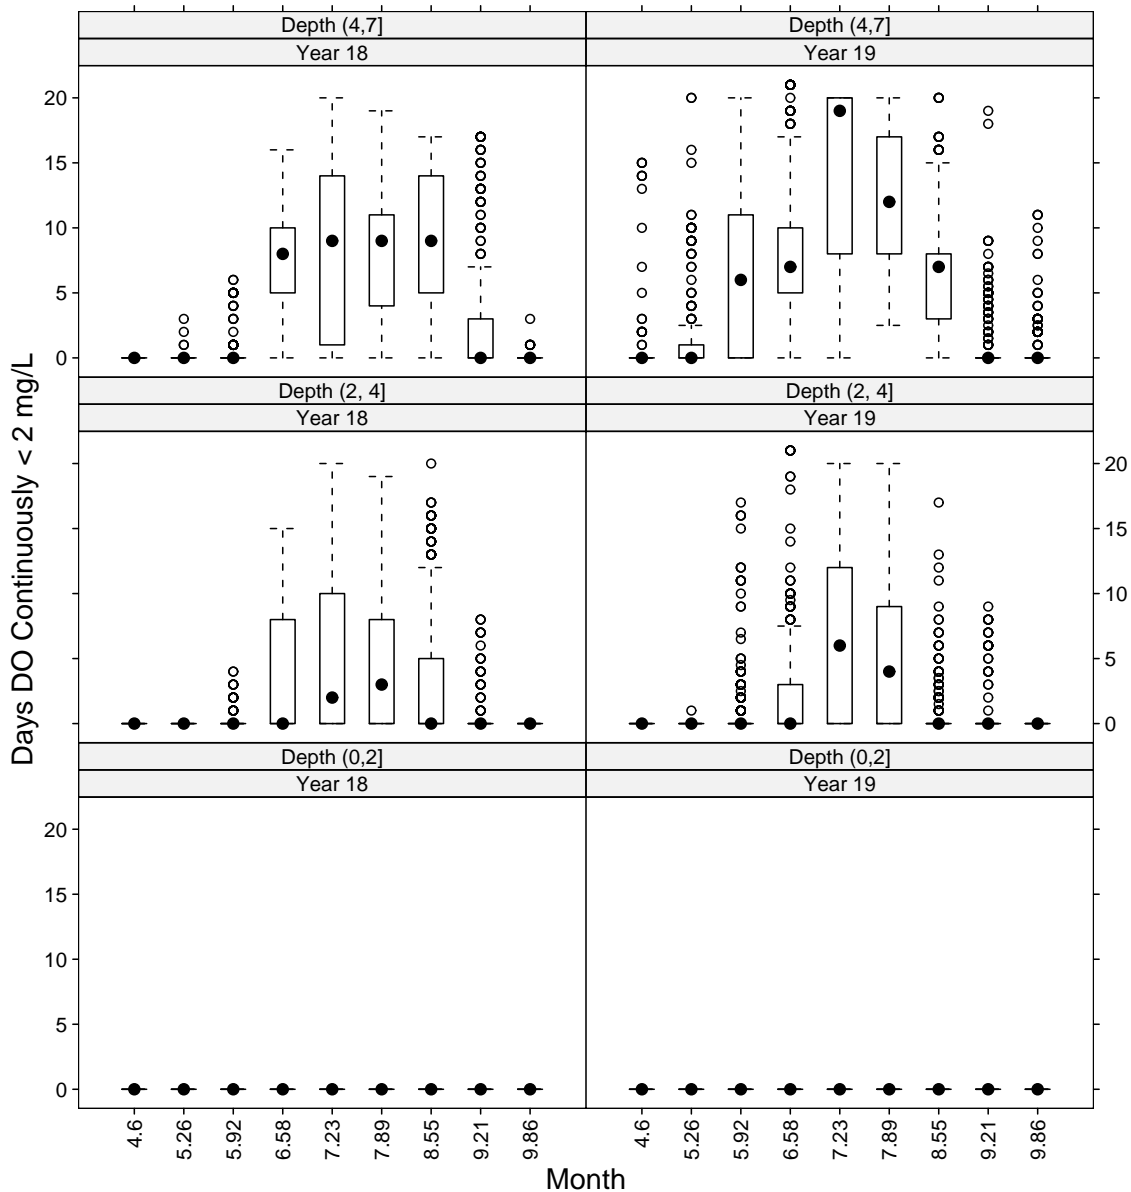 Depth (4,7]
Depth (4,7]
Year 18
Year 19
20
15
10
5
0
Depth (2, 4]
Depth (2, 4]
Year 18
Year 19
20
15
10
5
0
Depth (0,2]
Depth (0,2]
Year 18
Year 19
20
15
10
5
0
Days DO Continuously < 2 mg/L
4.6
5.26
5.92
6.58
7.23
7.89
8.55
9.21
9.86
4.6
5.26
5.92
6.58
7.23
7.89
8.55
9.21
9.86
Month